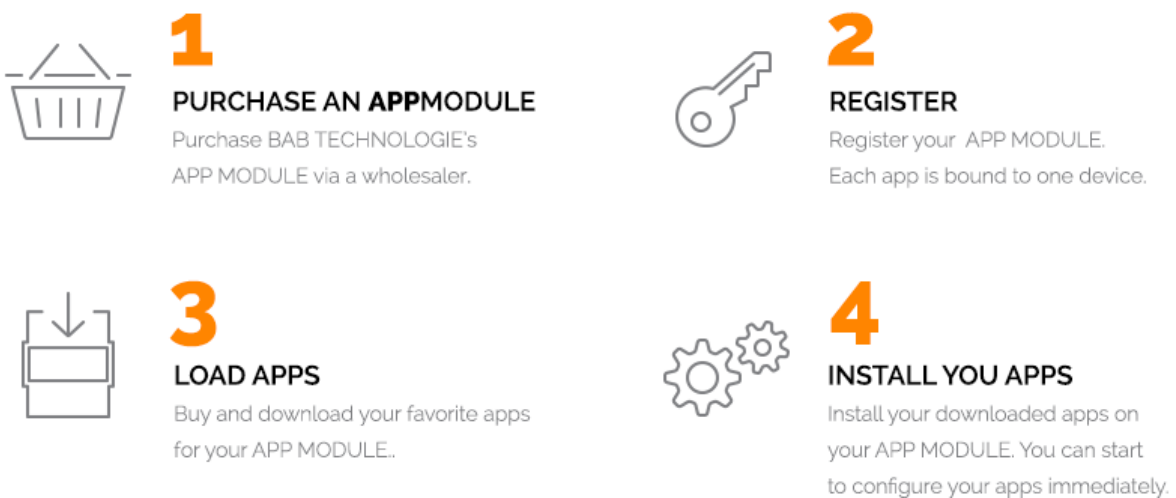 1
PURCHASE AN APPMODULE
Purchase BAB TECHNOLOGIE's
APP MODULE via a wholesaler.
2
REGISTER
Register your APP MODULE.
Each app is bound to one device.
3
LOAD APPS
Buy and download your favorite apps
for your APP MODULE..
4
INSTALL YOU APPS
Install your downloaded apps on
your APP MODULE. You can start
to configure your apps immediately.